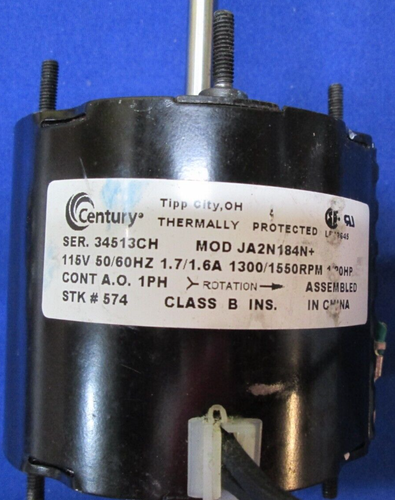 Century®
Tipp City, OH
THERMALLY PROTECTED
SER. 34513CH MOD JA2N184N+
115V 50/60HZ 1.7/1.6A 1300/1550RPM
CONT A.O. 1PH ROTATION ASSEMBLED
STK # 574 CLASS B INS. IN CHINA